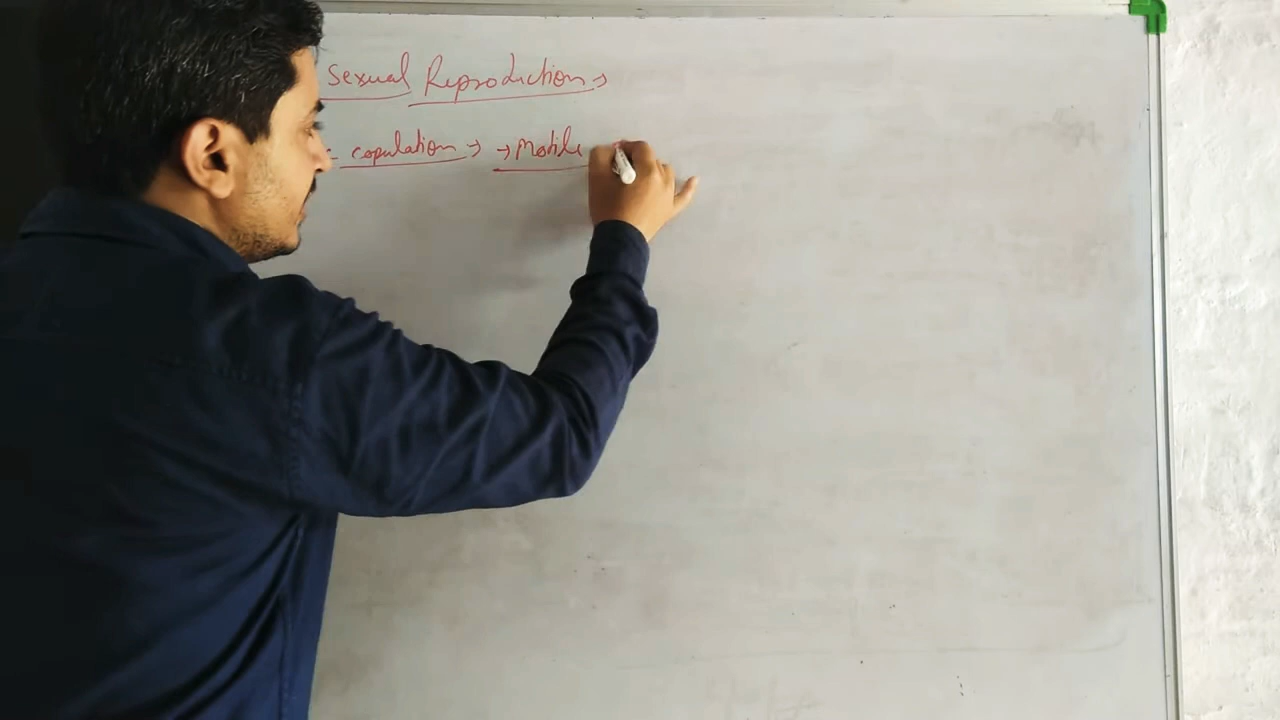 Sexual Reproduction →
copulation → → Motile